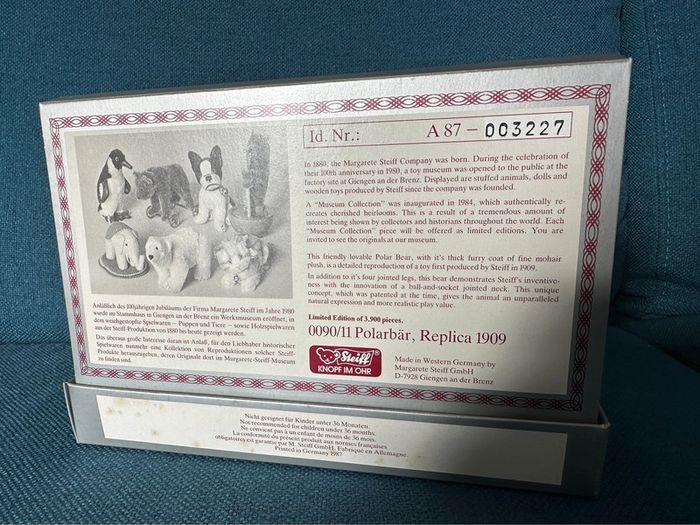 Id. Nr.: A 87 – 003227
In 1880, the Margarete Steiff Company was born. During the celebration of
their 100th anniversary in 1980, a toy museum was opened to the public at the
factory site at Giengen an der Brenz. Displayed are stuffed animals, dolls and
wooden toys produced by Steiff since the company was founded.
A "Museum Collection" was inaugurated in 1984, which authentically re-
creates cherished heirlooms. This is a result of a tremendous amount of
interest being shown by collectors and historians throughout the world. Each
"Museum Collection" piece will be offered as limited editions. You are
invited to see the originals at our museum.
This friendly lovable Polar Bear, with it's thick furry coat of fine mohair
plush, is a detailed reproduction of a toy first produced by Steiff in 1909.
In addition to it's four jointed legs, this bear demonstrates Steiff's inventive-
ness with the innovation of a ball-and-socket jointed neck. This unique
concept, which was patented at the time, gives the animal an unparalleled
natural expression and more realistic play value.
Limited Edition of 3.900 pieces.
0090/11 Polarbär, Replica 1909
Steiff®
KNOPF IM OHR
Made in Western Germany by
Margarete Steiff GmbH
D-7928 Giengen an der Brenz
Anläßlich des 100jährigen Jubiläums der Firma Margarete Steiff im Jahre 1980
wurde im Stammhaus in Giengen an der Brenz ein Werksmuseum eröffnet, in
dem weichgestopfte Spielwaren – Puppen und Tiere – sowie Holzspielwaren
aus der Steiff-Produktion von 1880 bis heute gezeigt werden.
Das überaus große Interesse daran ist Anlaß, für den Liebhaber historischer
Spielwaren nunmehr eine Kollektion von Reproduktionen solcher Steiff-
Produkte herauszugeben, deren Originale dort im Margarete-Steiff-Museum
zu finden sind.
Nicht geeignet für Kinder unter 36 Monaten.
Not recommended for children under 36 months.
Ne convient pas à un enfant de moins de 36 mois.
La conformité du présent produit aux normes françaises
obligatoires est garantie par M. Steiff GmbH. Fabriqué en Allemagne.
Printed in Germany 1987